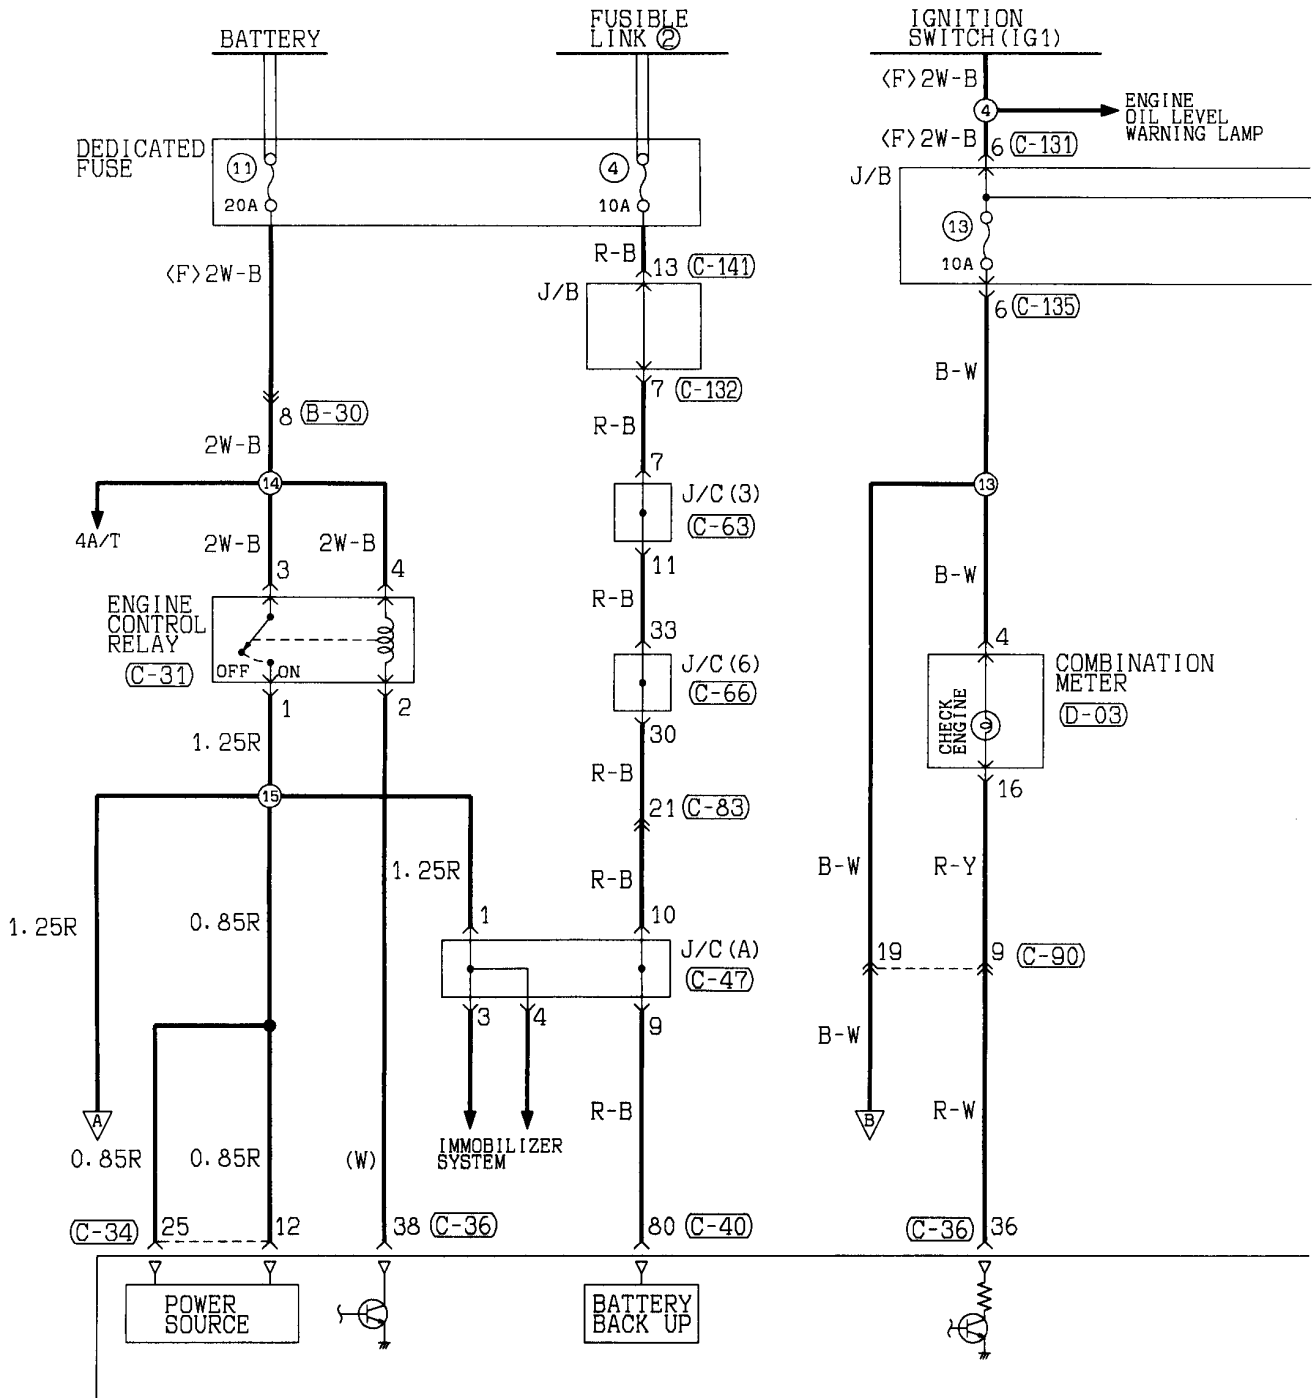 BATTERY
FUSIBLE
LINK ②
IGNITION
SWITCH(IG1)
<F>2W-B
4
ENGINE
OIL LEVEL
WARNING LAMP
<F>2W-B
6 C-131
DEDICATED
FUSE
11
20A
4
10A
J/B
13
10A
<F>2W-B
R-B
13 C-141
J/B
6 C-135
B-W
7 C-132
8 B-30
R-B
2W-B
7
14
J/C(3)
C-63
13
4A/T
2W-B
2W-B
3
4
11
R-B
B-W
ENGINE
CONTROL
RELAY
C-31
OFF
ON
33
J/C(6)
C-66
4
COMBINATION
METER
D-03
CHECK
ENGINE
1
2
30
1.25R
R-B
16
15
21 C-83
1.25R
R-B
B-W
R-Y
1.25R
0.85R
1
10
J/C(A)
C-47
19
9 C-90
3
4
9
B-W
A
R-B
B
R-W
0.85R
0.85R
(W)
IMMOBILIZER
SYSTEM
C-34 25
12
38 C-36
80 C-40
C-36 36
POWER
SOURCE
BATTERY
BACK UP